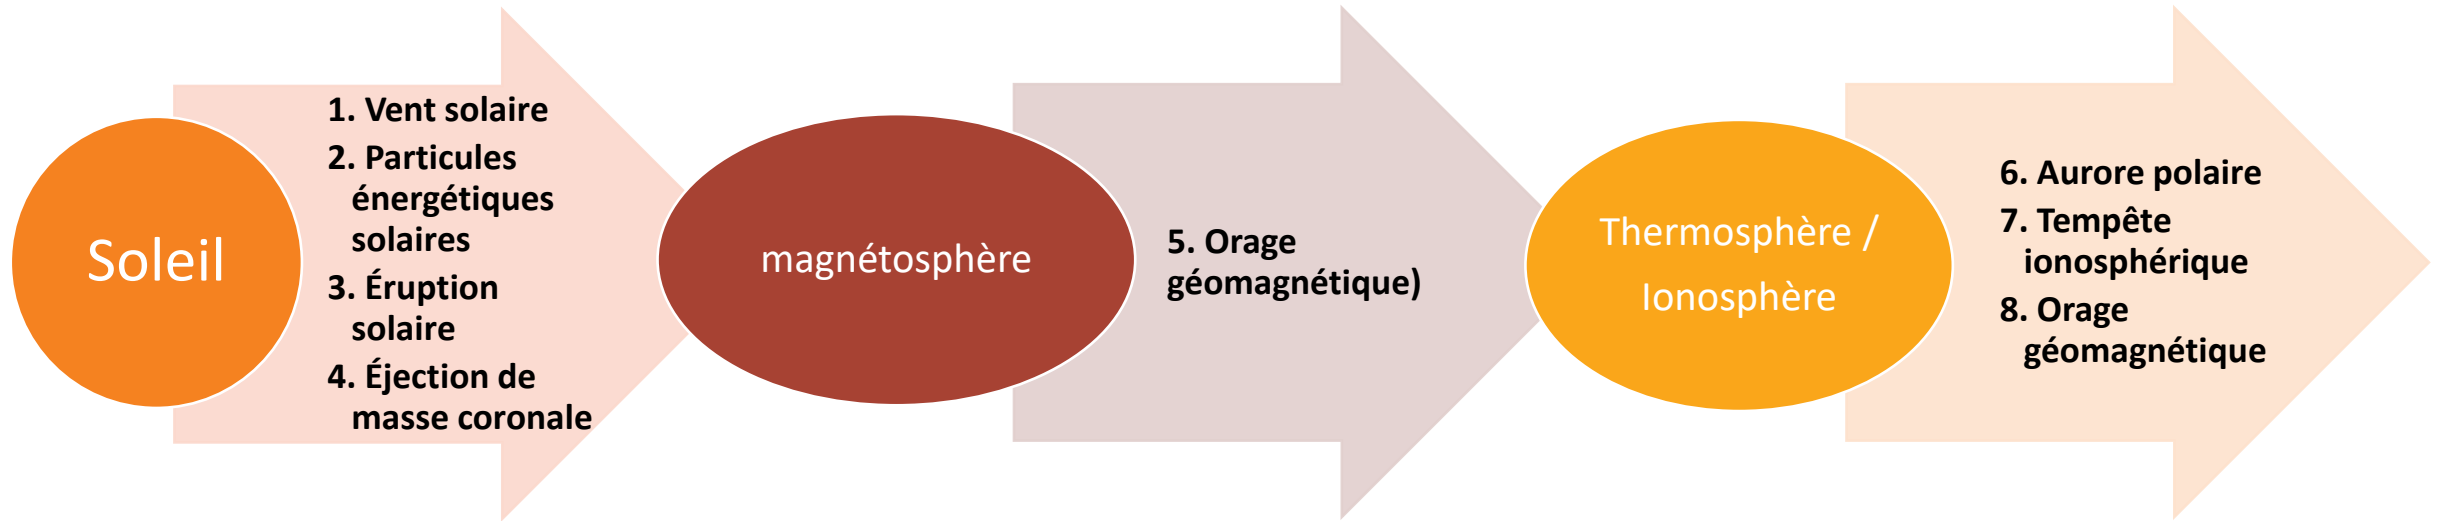 Soleil
1. Vent solaire
2. Particules
énergétiques
solaires
3. Éruption
solaire
4. Éjection de
masse coronale
magnétosphère
5. Orage
géomagnétique)
Thermosphère /
Ionosphère
6. Aurore polaire
7. Tempête
ionosphérique
8. Orage
géomagnétique